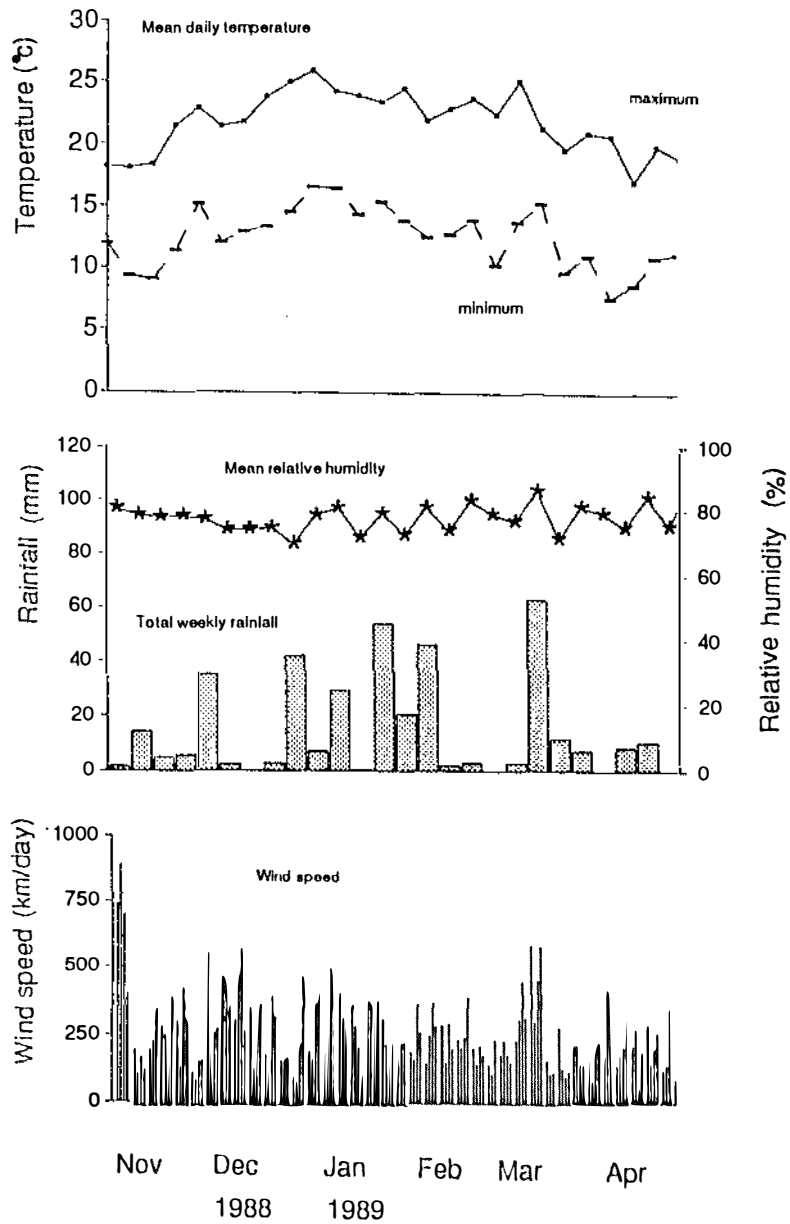 Mean daily temperature
maximum
minimum
Temperature (°c)
30
25
20
15
10
5
0
Mean relative humidity
Total weekly rainfall
Rainfall (mm)
120
100
80
60
40
20
0
Relative humidity (%)
100
80
60
40
20
0
Wind speed
Wind speed (km/day)
1000
750
500
250
0
Nov Dec Jan Feb Mar Apr
1988 1989